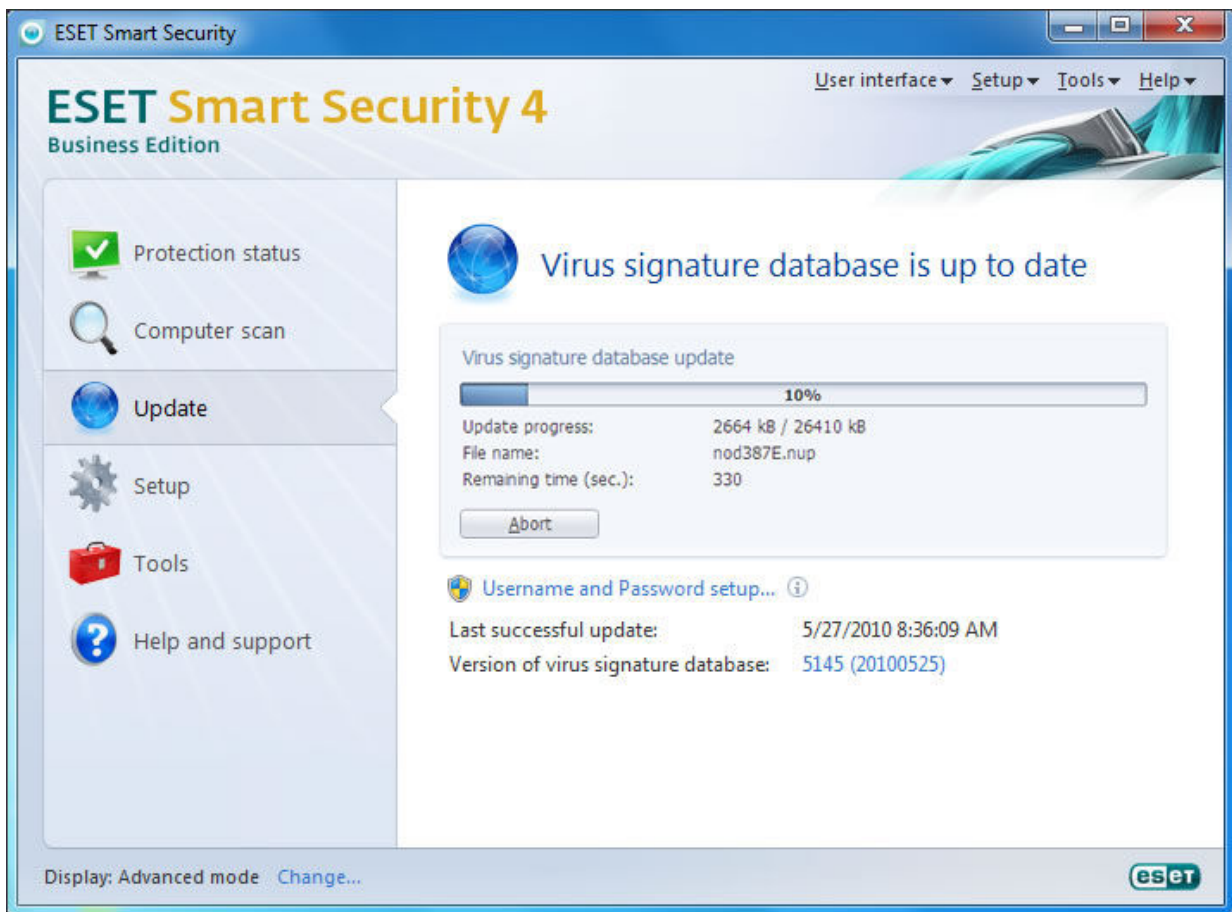 ESET Smart Security
User interface Setup Tools Help
ESET Smart Security 4
Business Edition
Protection status
Computer scan
Update
Setup
Tools
Help and support
Virus signature database is up to date
Virus signature database update
10%
Update progress: 2664 kB / 26410 kB
File name: nod387E.nup
Remaining time (sec.): 330
Abort
Username and Password setup...
Last successful update: 5/27/2010 8:36:09 AM
Version of virus signature database: 5145 (20100525)
Display: Advanced mode Change...
eset